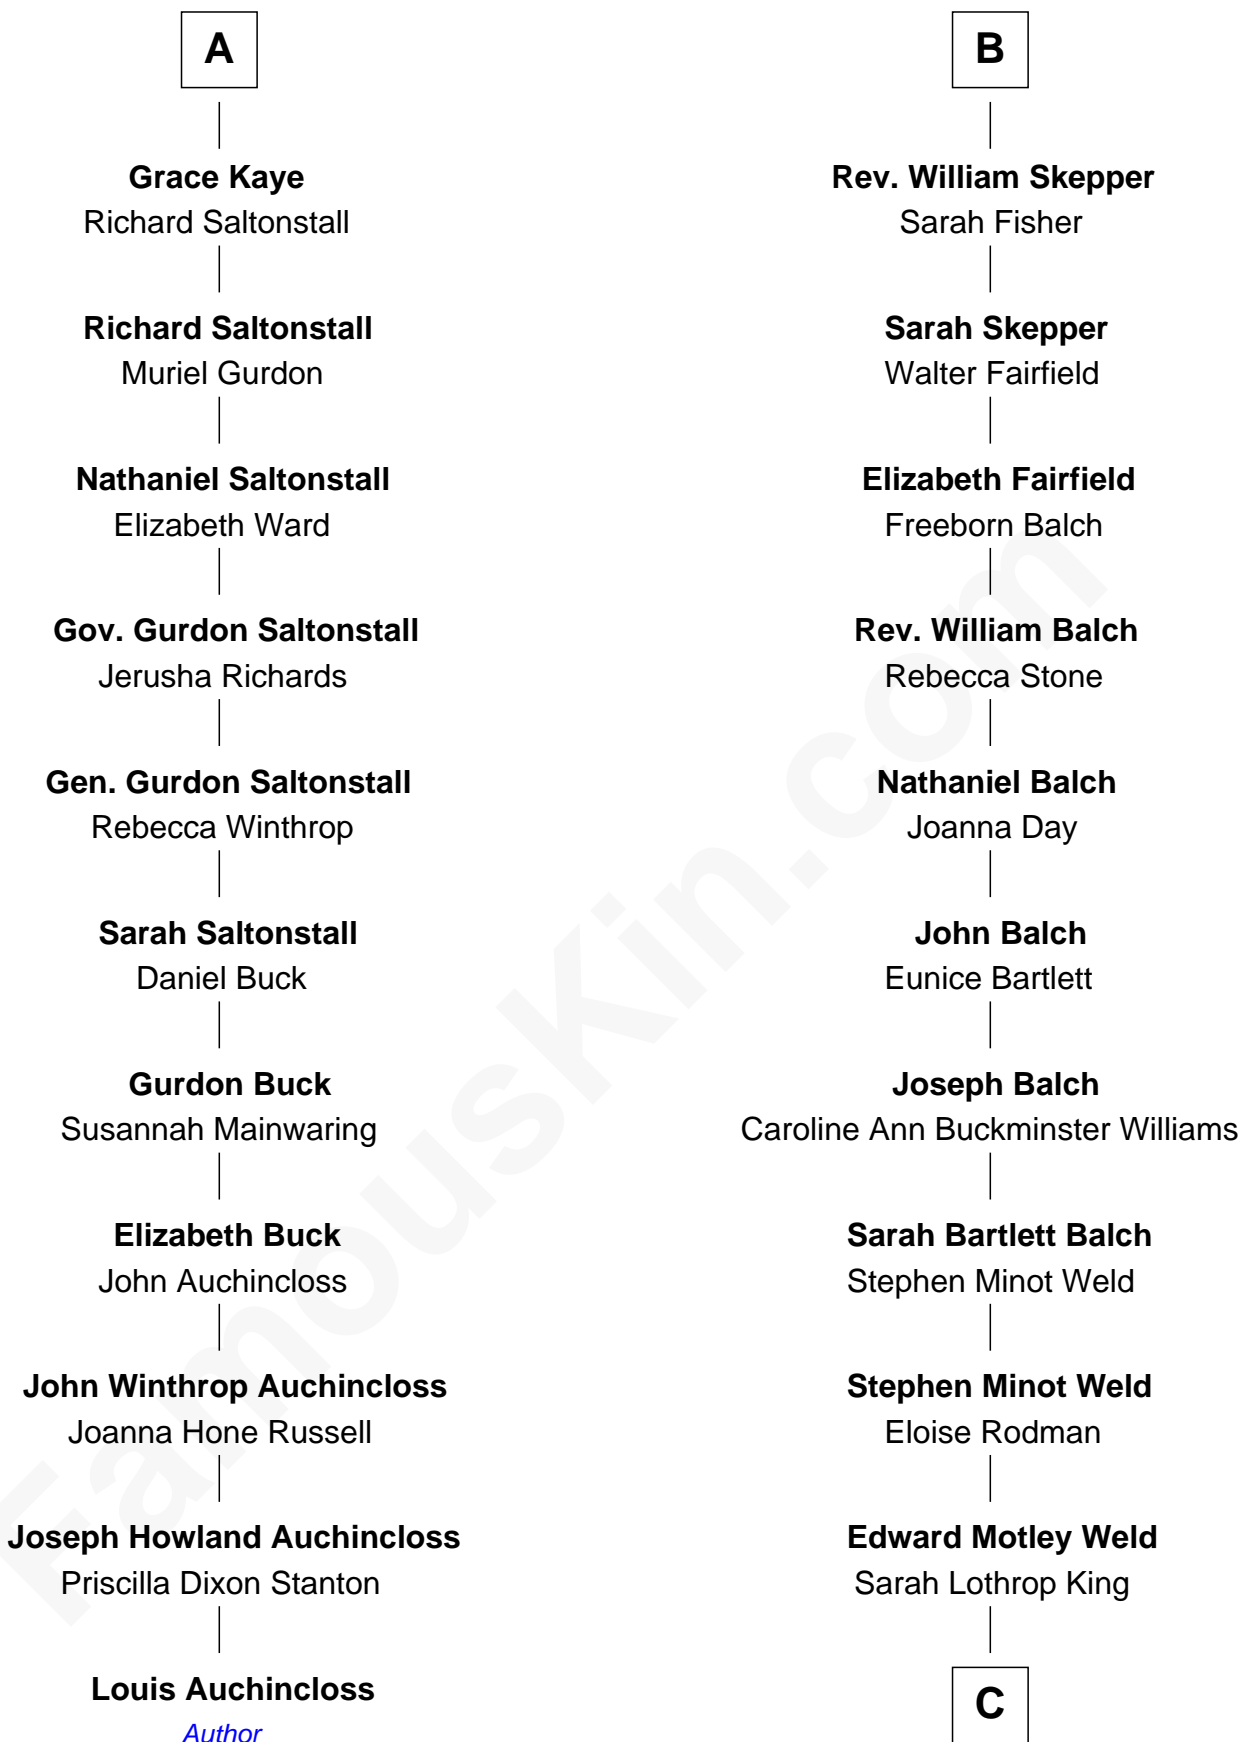 A
Grace Kaye
Richard Saltonstall
Richard Saltonstall
Muriel Gurdon
Nathaniel Saltonstall
Elizabeth Ward
Gov. Gurdon Saltonstall
Jerusha Richards
Gen. Gurdon Saltonstall
Rebecca Winthrop
Sarah Saltonstall
Daniel Buck
Gurdon Buck
Susannah Mainwaring
Elizabeth Buck
John Auchincloss
John Winthrop Auchincloss
Joanna Hone Russell
Joseph Howland Auchincloss
Priscilla Dixon Stanton
Louis Auchincloss
Author
B
Rev. William Skepper
Sarah Fisher
Sarah Skepper
Walter Fairfield
Elizabeth Fairfield
Freeborn Balch
Rev. William Balch
Rebecca Stone
Nathaniel Balch
Joanna Day
John Balch
Eunice Bartlett
Joseph Balch
Caroline Ann Buckminster Williams
Sarah Bartlett Balch
Stephen Minot Weld
Stephen Minot Weld
Eloise Rodman
Edward Motley Weld
Sarah Lothrop King
C
FamousKin.com